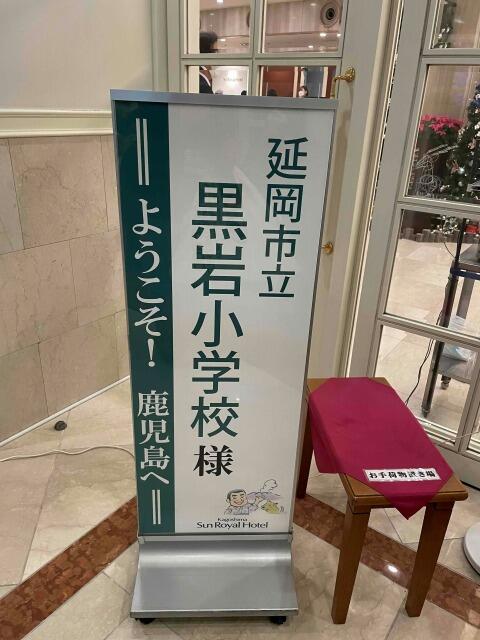 延岡市立
黒岩小学校様
ようこそ！ 鹿児島へ
Kagoshima
Sun Royal Hotel
お手荷物置き場